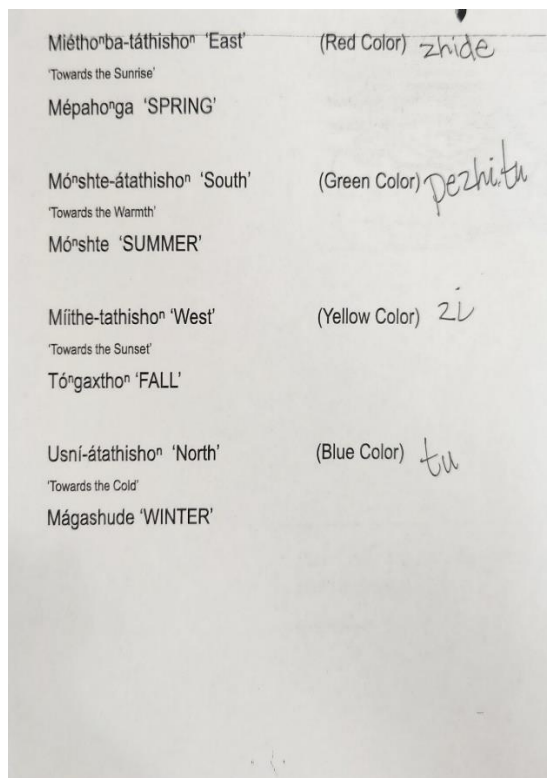 Miéthoⁿba-táthishoⁿ 'East' (Red Color) zhide
'Towards the Sunrise'
Mépahoⁿga 'SPRING'
Móⁿshte-átathishoⁿ 'South' (Green Color) pezhi.tu
'Towards the Warmth'
Móⁿshte 'SUMMER'
Míithe-tathishoⁿ 'West' (Yellow Color) zi
'Towards the Sunset'
Tóⁿgaxthoⁿ 'FALL'
Usní-átathishoⁿ 'North' (Blue Color) tu
'Towards the Cold'
Mágashude 'WINTER'